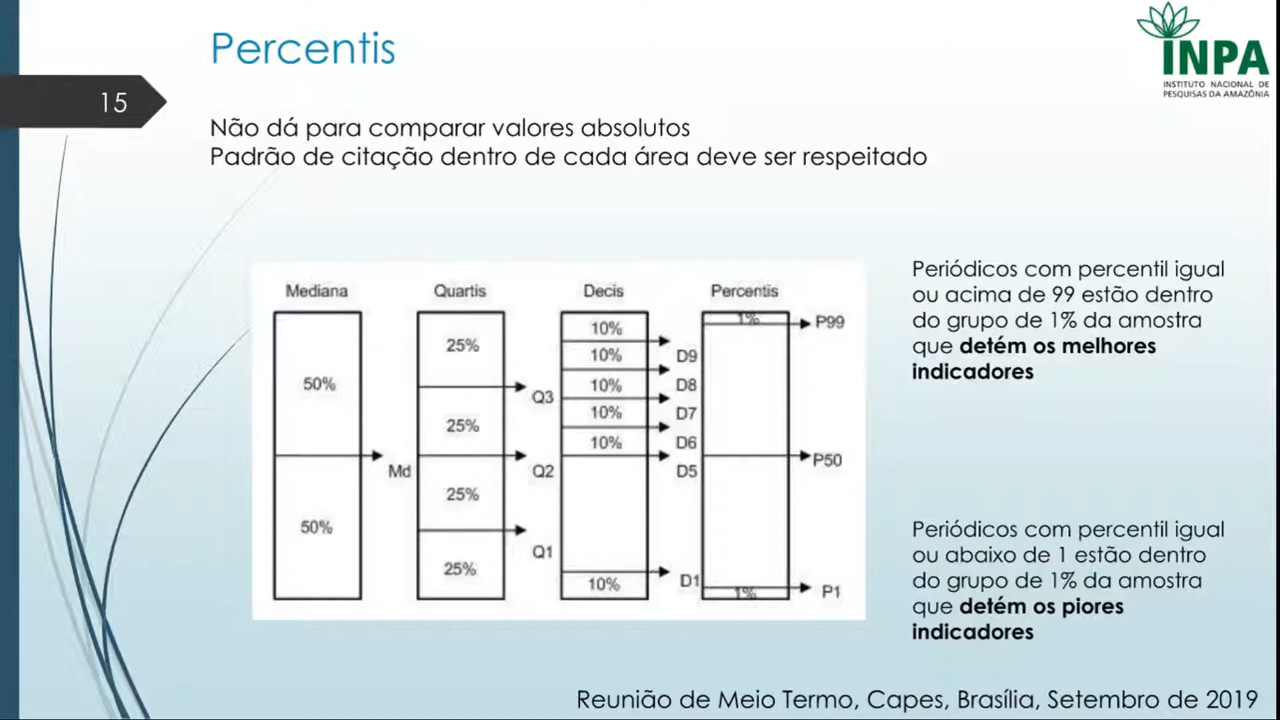 Percentis
INPA
INSTITUTO NACIONAL DE
PESQUISAS DA AMAZÔNIA
15
Não dá para comparar valores absolutos
Padrão de citação dentro de cada área deve ser respeitado
Mediana
50%
50%
Md
Quartis
25%
25%
25%
25%
Q3
Q2
Q1
Decis
10%
10%
10%
10%
10%
10%
D9
D8
D7
D6
D5
D1
Percentis
1%
1%
P99
P50
P1
Periódicos com percentil igual
ou acima de 99 estão dentro
do grupo de 1% da amostra
que detém os melhores
indicadores
Periódicos com percentil igual
ou abaixo de 1 estão dentro
do grupo de 1% da amostra
que detém os piores
indicadores
Reunião de Meio Termo, Capes, Brasília, Setembro de 2019